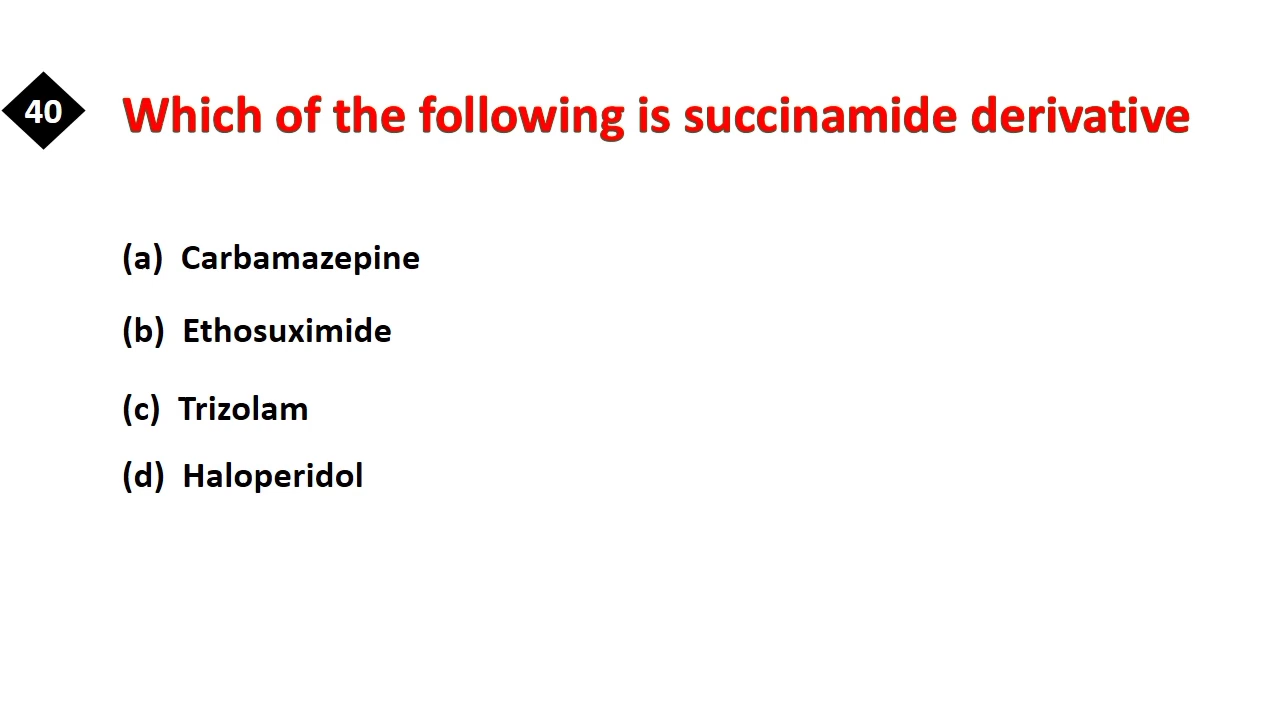 40
Which of the following is succinamide derivative
(a) Carbamazepine
(b) Ethosuximide
(c) Trizolam
(d) Haloperidol